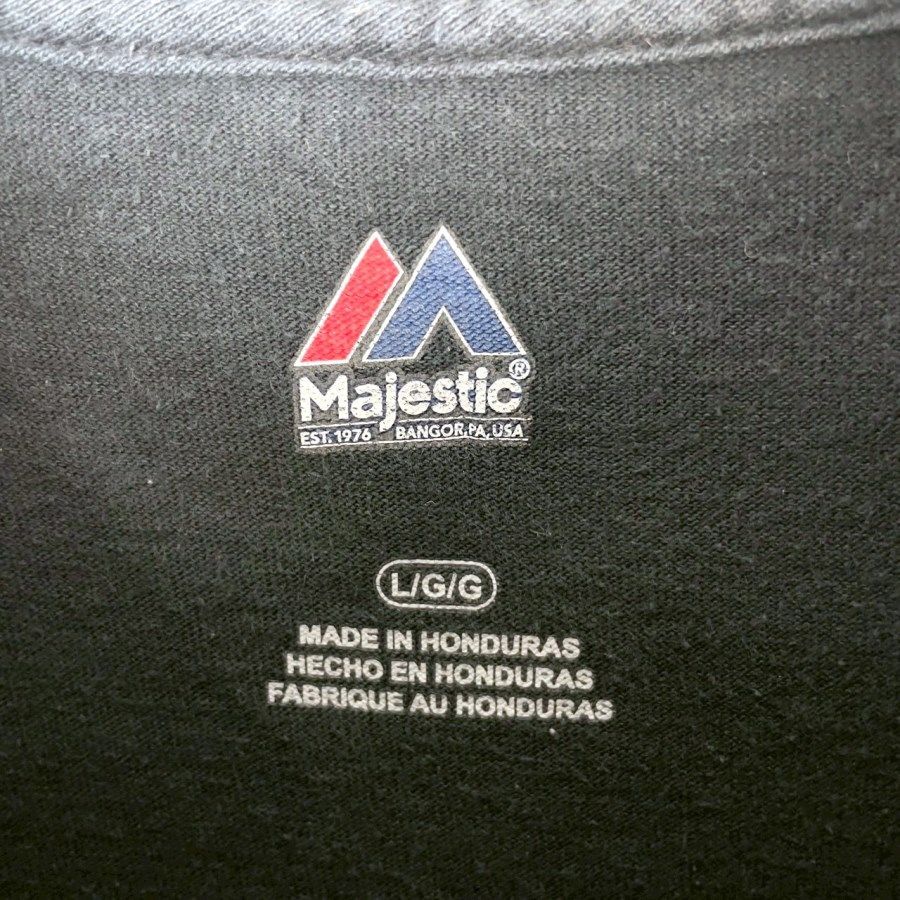 Majestic®
EST. 1976 BANGOR, PA, USA
L/G/G
MADE IN HONDURAS
HECHO EN HONDURAS
FABRIQUE AU HONDURAS